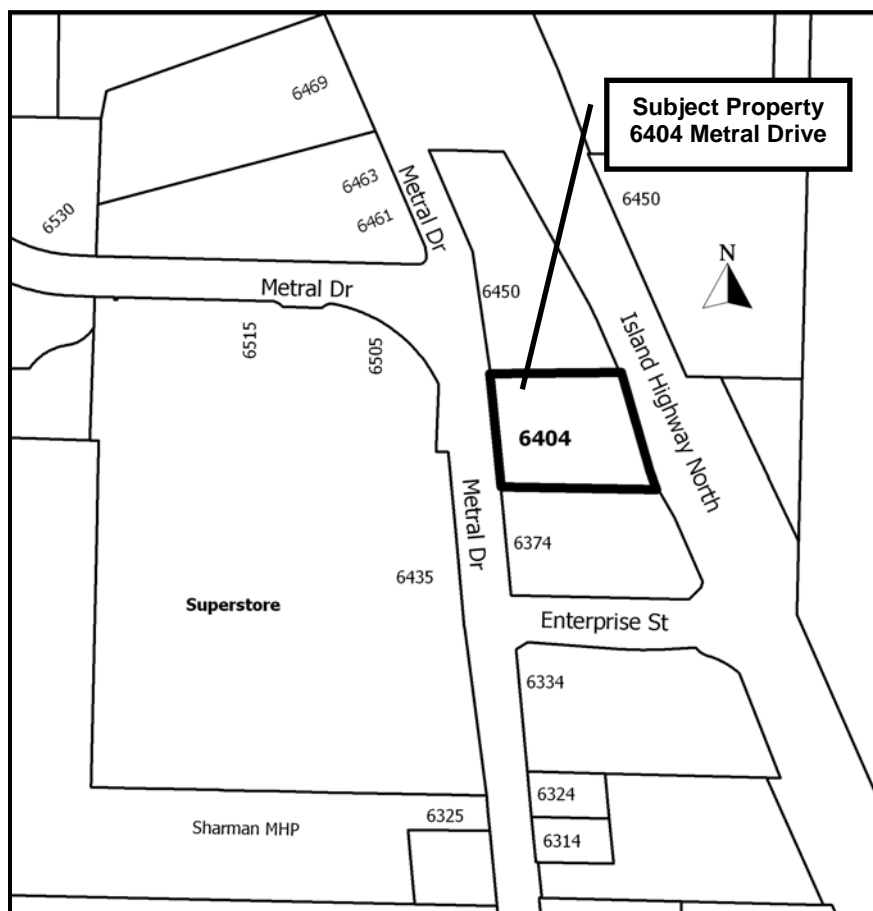 Subject Property
6404 Metral Drive
6469
6463
6461
6530
Metral Dr
6450
N
Metral Dr
6450
6515
6505
Island Highway North
6404
Metral Dr
6374
6435
Superstore
Enterprise St
6334
6324
6325
Sharman MHP
6314